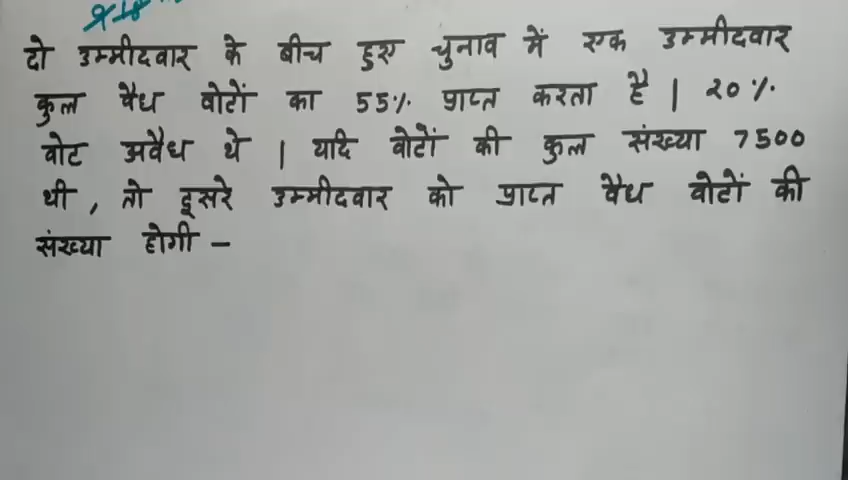 दो उम्मीदवार के बीच हुए चुनाव में एक उम्मीदवार
कुल वैध वोटों का 55% प्राप्त करता है | 20%
वोट अवैध थे | यदि वोटों की कुल संख्या 7500
थी, तो दूसरे उम्मीदवार को प्राप्त वैध वोटों की
संख्या होगी -